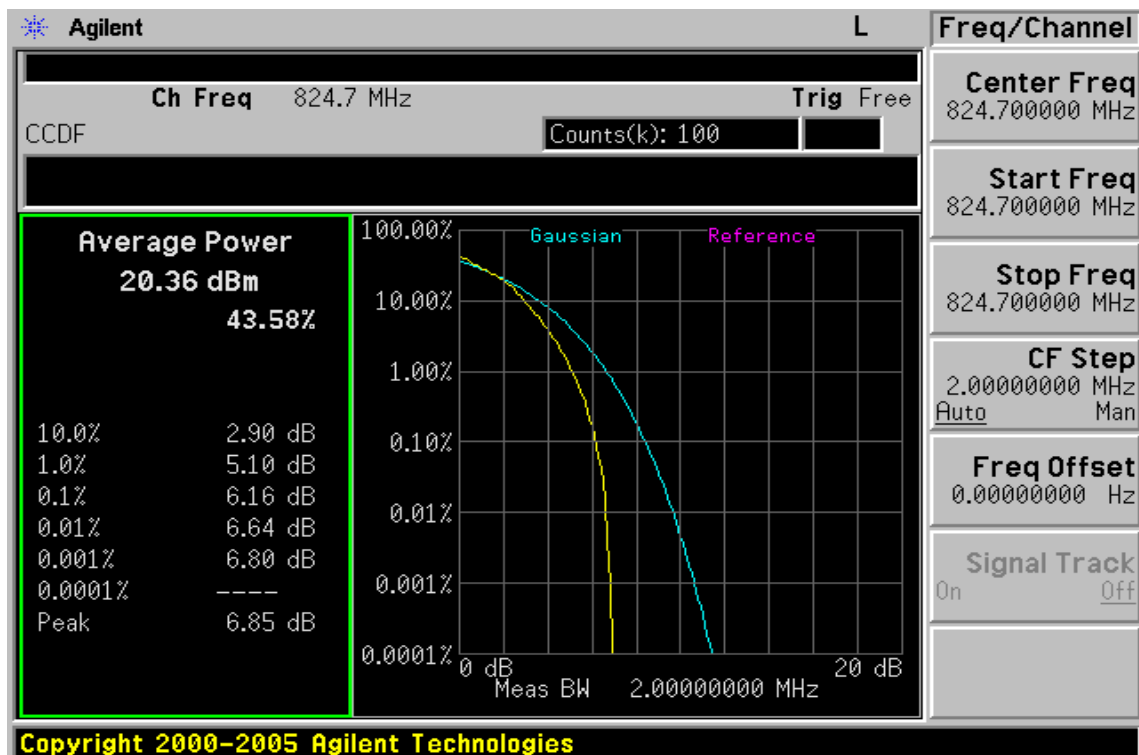 Agilent L
Ch Freq 824.7 MHz Trig Free
CCDF Counts(k): 100
Average Power
20.36 dBm
43.58%
10.0% 2.90 dB
1.0% 5.10 dB
0.1% 6.16 dB
0.01% 6.64 dB
0.001% 6.80 dB
0.0001% ----
Peak 6.85 dB
Gaussian Reference
100.00%
10.00%
1.00%
0.10%
0.01%
0.001%
0.0001%
0 dB 20 dB
Meas BW 2.00000000 MHz
Freq/Channel
Center Freq
824.700000 MHz
Start Freq
824.700000 MHz
Stop Freq
824.700000 MHz
CF Step
2.00000000 MHz
Auto Man
Freq Offset
0.00000000 Hz
Signal Track
On Off
Copyright 2000-2005 Agilent Technologies